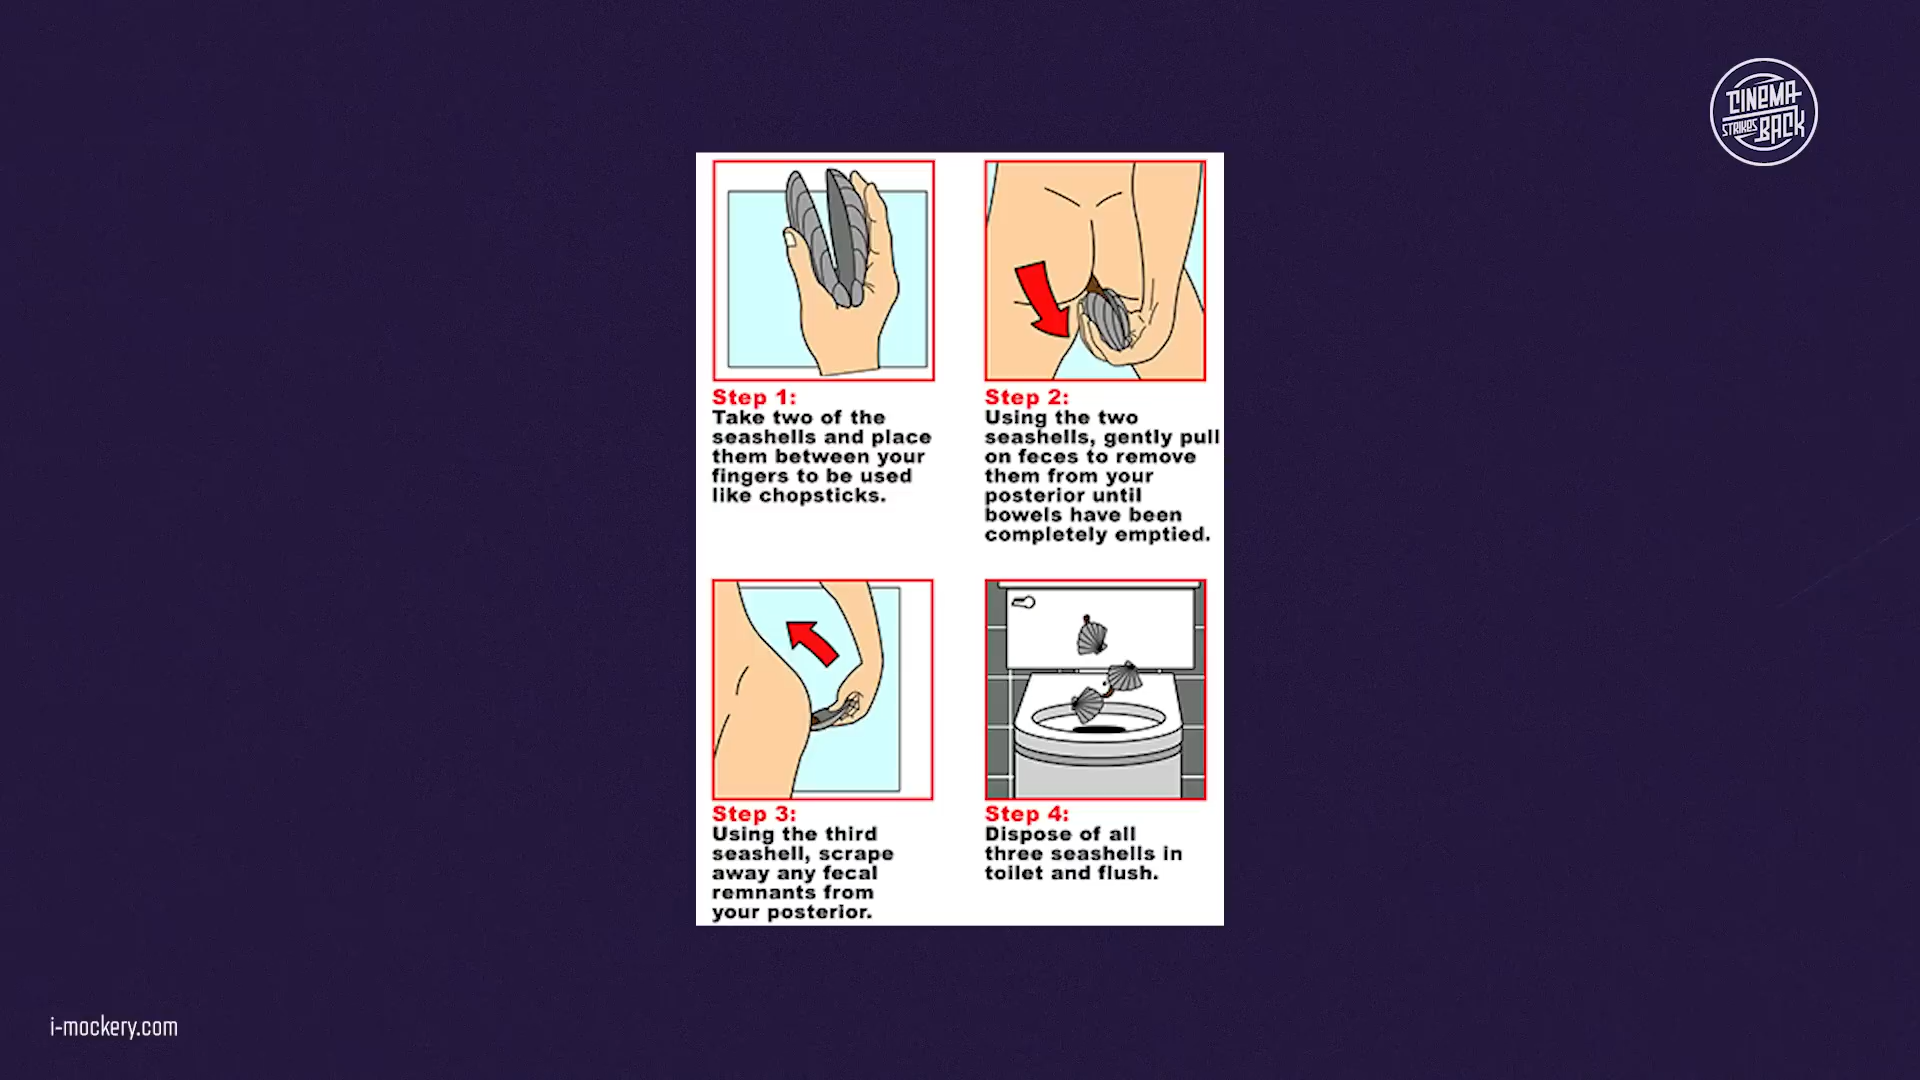 CINEMA
STRIKES BACK
Step 1:
Take two of the
seashells and place
them between your
fingers to be used
like chopsticks.
Step 2:
Using the two
seashells, gently pull
on feces to remove
them from your
posterior until
bowels have been
completely emptied.
Step 3:
Using the third
seashell, scrape
away any fecal
remnants from
your posterior.
Step 4:
Dispose of all
three seashells in
toilet and flush.
i-mockery.com